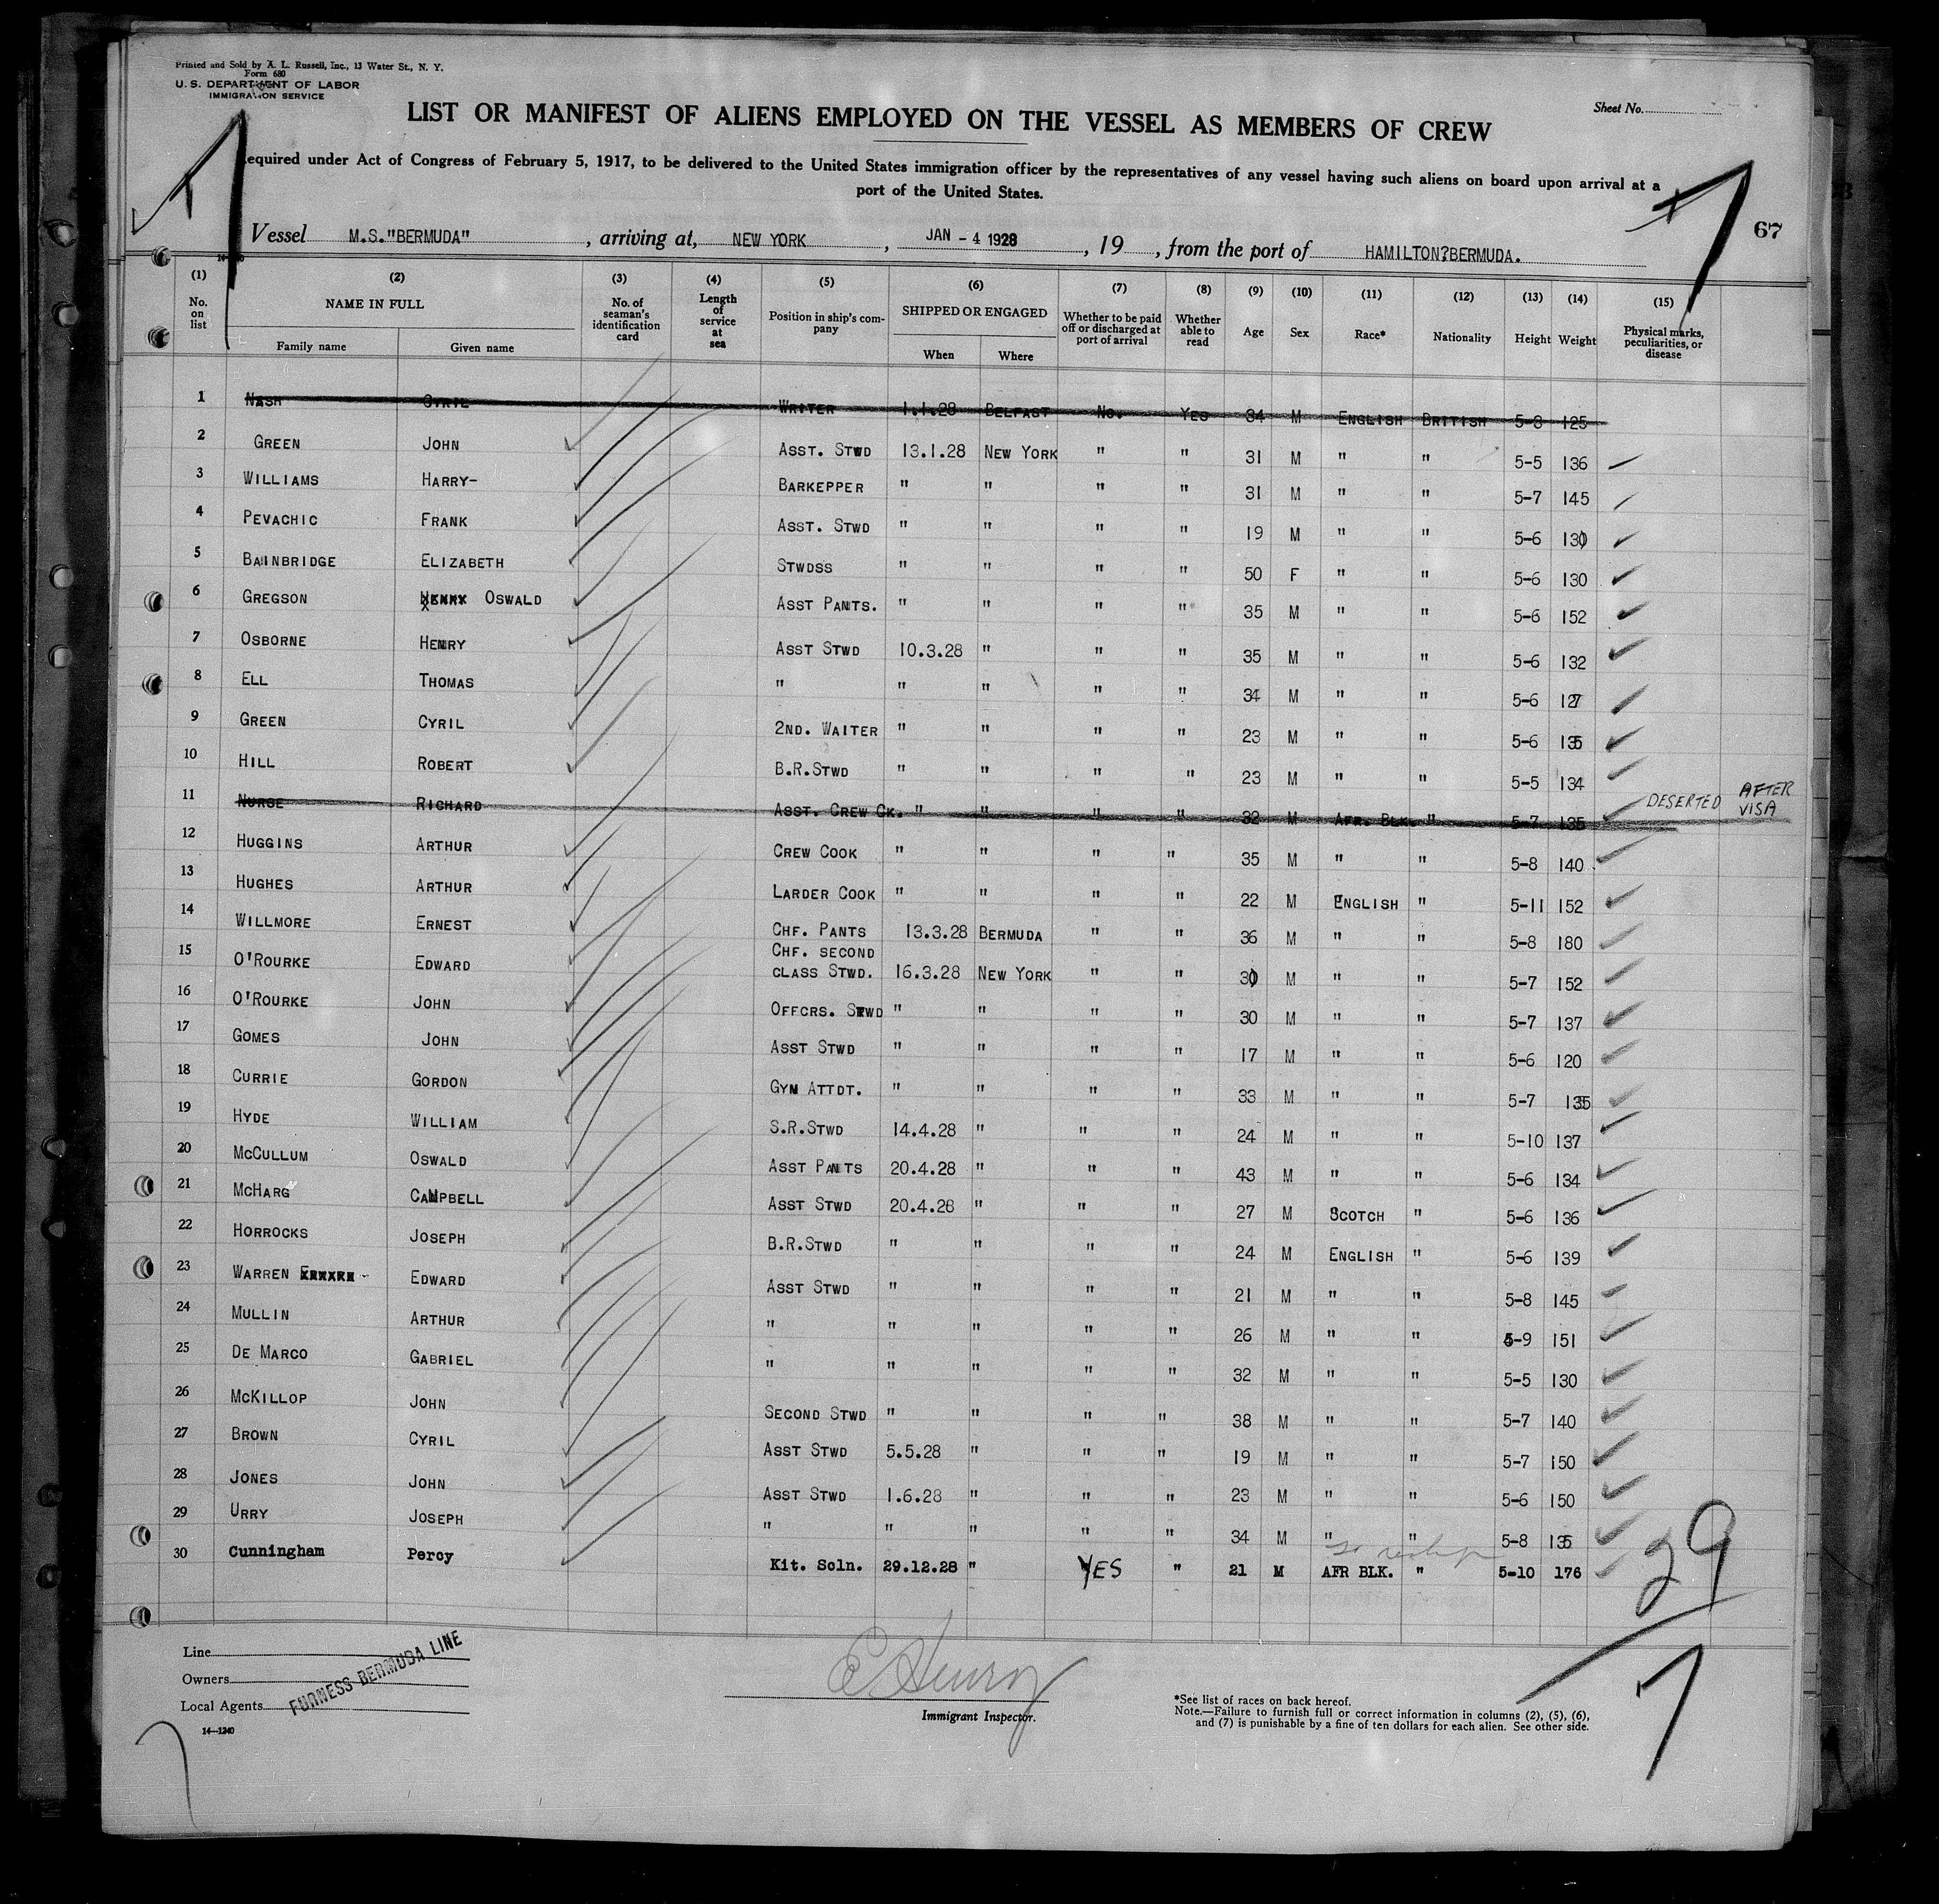 Printed and Sold by A. L. Russell, Inc., 13 Water St., N. Y.
Form 680
U. S. DEPARTMENT OF LABOR
IMMIGRATION SERVICE
Sheet No.
LIST OR MANIFEST OF ALIENS EMPLOYED ON THE VESSEL AS MEMBERS OF CREW
Required under Act of Congress of February 5, 1917, to be delivered to the United States immigration officer by the representatives of any vessel having such aliens on board upon arrival at a
port of the United States.
67
Vessel M.S."BERMUDA" , arriving at, NEW YORK , JAN - 4 1928 , 19 , from the port of HAMILTON?BERMUDA.
(1) (2) (3) (4) (5) (6) (7) (8) (9) (10) (11) (12) (13) (14) (15)
No. on list NAME IN FULL Family name Given name No. of seaman's identification card Length of service at sea Position in ship's company SHIPPED OR ENGAGED When Where Whether to be paid off or discharged at port of arrival Whether able to read Age Sex Race* Nationality Height Weight Physical marks, peculiarities, or disease
1 NASH CYRIL WRITER 1.1.28 BELFAST No. YES 34 M ENGLISH BRITISH 5-8 125
2 GREEN JOHN ASST. STWD 13.1.28 NEW YORK " " 31 M " " 5-5 136
3 WILLIAMS HARRY- BARKEPPER " " " " 31 M " " 5-7 145
4 PEVACHIC FRANK ASST. STWD " " " " 19 M " " 5-6 130
5 BAINBRIDGE ELIZABETH STWDSS " " " " 50 F " " 5-6 130
6 GREGSON HENRY OSWALD ASST PANTS. " " " " 35 M " " 5-6 152
7 OSBORNE HENRY ASST STWD 10.3.28 " " " 35 M " " 5-6 132
8 ELL THOMAS " " " " " 34 M " " 5-6 127
9 GREEN CYRIL 2ND. WAITER " " " " 23 M " " 5-6 135
10 HILL ROBERT B.R.STWD " " " " 23 M " " 5-5 134
11 NURSE RICHARD ASST. CREW CK. " " " " 32 M AFR. BLK. " 5-7 135 DESERTED AFTER VISA
12 HUGGINS ARTHUR CREW COOK " " " " 35 M " " 5-8 140
13 HUGHES ARTHUR LARDER COOK " " " " 22 M ENGLISH " 5-11 152
14 WILLMORE ERNEST CHF. PANTS 13.3.28 BERMUDA " " 36 M " " 5-8 180
15 O'ROURKE EDWARD CHF. SECOND CLASS STWD. 16.3.28 NEW YORK " " 30 M " " 5-7 152
16 O'ROURKE JOHN OFFCRS. STWD " " " " 30 M " " 5-7 137
17 GOMES JOHN ASST STWD " " " " 17 M " " 5-6 120
18 CURRIE GORDON GYM ATTDT. " " " " 33 M " " 5-7 135
19 HYDE WILLIAM S.R.STWD 14.4.28 " " " 24 M " " 5-10 137
20 MCCULLUM OSWALD ASST PANTS 20.4.28 " " " 43 M " " 5-6 134
21 MCHARG CAMPBELL ASST STWD 20.4.28 " " " 27 M SCOTCH " 5-6 136
22 HORROCKS JOSEPH B.R.STWD " " " " 24 M ENGLISH " 5-6 139
23 WARREN EDWARD ASST STWD " " " " 21 M " " 5-8 145
24 MULLIN ARTHUR " " " " " 26 M " " 5-9 151
25 DE MARCO GABRIEL " " " " " 32 M " " 5-5 130
26 MCKILLOP JOHN SECOND STWD " " " " 38 M " " 5-7 140
27 BROWN CYRIL ASST STWD 5.5.28 " " " 19 M " " 5-7 150
28 JONES JOHN ASST STWD 1.6.28 " " " 23 M " " 5-6 150
29 URRY JOSEPH " " " " " 34 M " " 5-8 135
30 Cunningham Percy Kit. Scln. 29.12.28 " YES " 21 M AFR BLK. " 5-10 176
29
Line
Owners
Local Agents FURNESS BERMUDA LINE
14—1240
E Henry
Immigrant Inspector.
*See list of races on back hereof.
Note.—Failure to furnish full or correct information in columns (2), (5), (6),
and (7) is punishable by a fine of ten dollars for each alien. See other side.